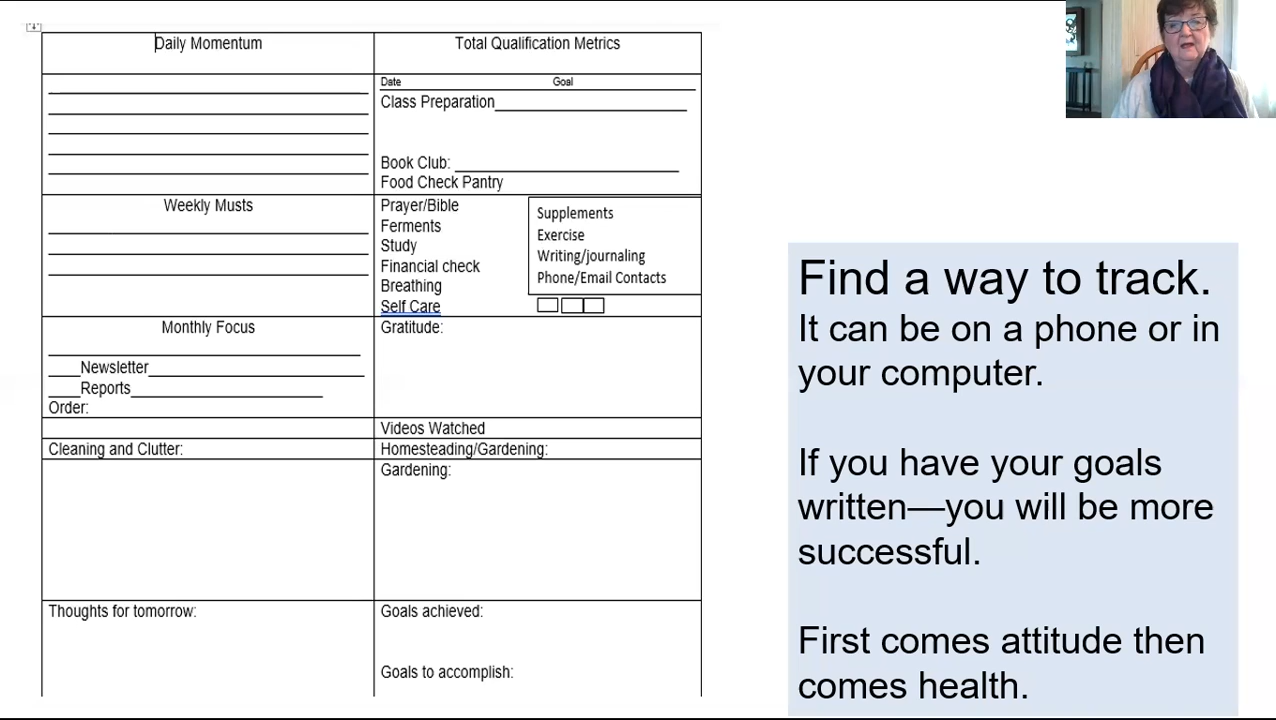 Daily Momentum
Total Qualification Metrics
Date Goal
Class Preparation
Book Club:
Food Check Pantry
Weekly Musts
Prayer/Bible
Ferments
Study
Financial check
Breathing
Self Care
Supplements
Exercise
Writing/journaling
Phone/Email Contacts
Monthly Focus
Newsletter
Reports
Order:
Gratitude:
Videos Watched
Cleaning and Clutter:
Homesteading/Gardening:
Gardening:
Thoughts for tomorrow:
Goals achieved:
Goals to accomplish:
Find a way to track.
It can be on a phone or in
your computer.
If you have your goals
written—you will be more
successful.
First comes attitude then
comes health.